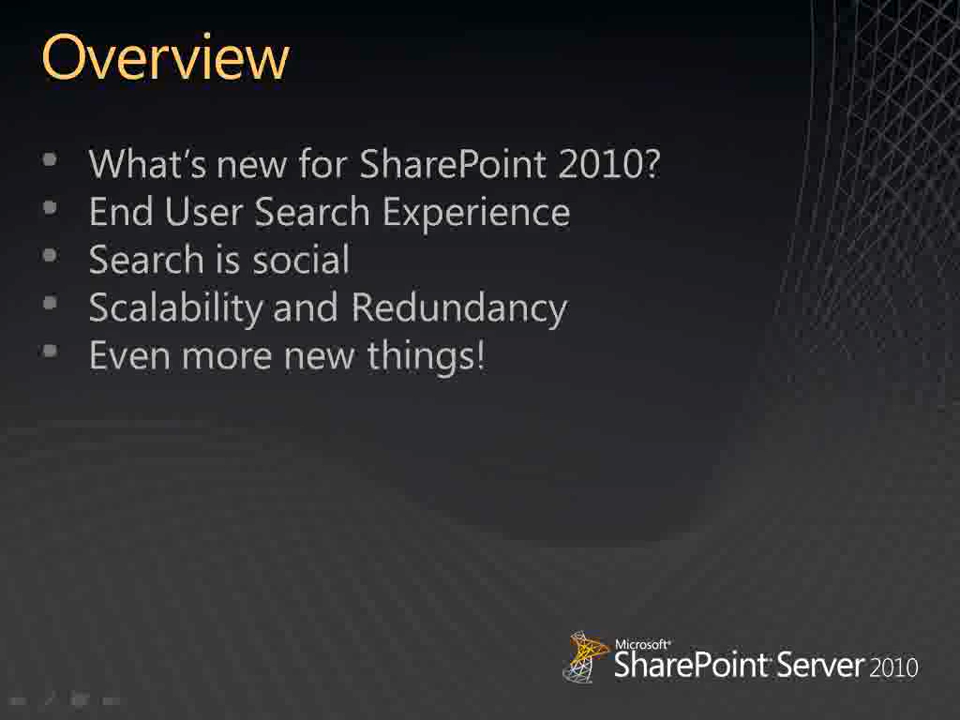 Overview
• What's new for SharePoint 2010?
• End User Search Experience
• Search is social
• Scalability and Redundancy
• Even more new things!
Microsoft®
SharePoint Server 2010